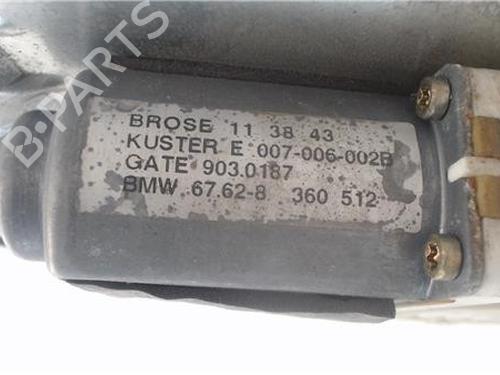 BROSE 11 38 43
KUSTER E 007-006-002B
GATE 903.0187
BMW 67.62-8 360 512
B-PARTS